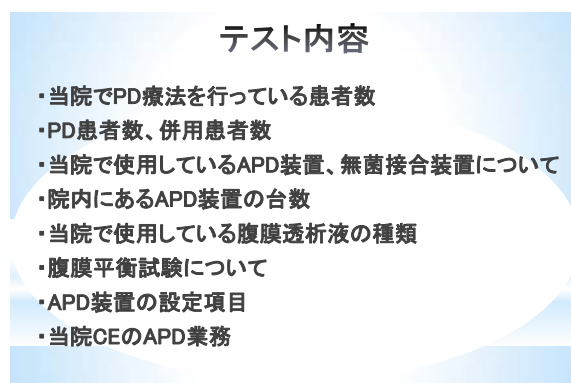 テスト内容
・当院でPD療法を行っている患者数
・PD患者数、併用患者数
・当院で使用しているAPD装置、無菌接合装置について
・院内にあるAPD装置の台数
・当院で使用している腹膜透析液の種類
・腹膜平衡試験について
・APD装置の設定項目
・当院CEのAPD業務